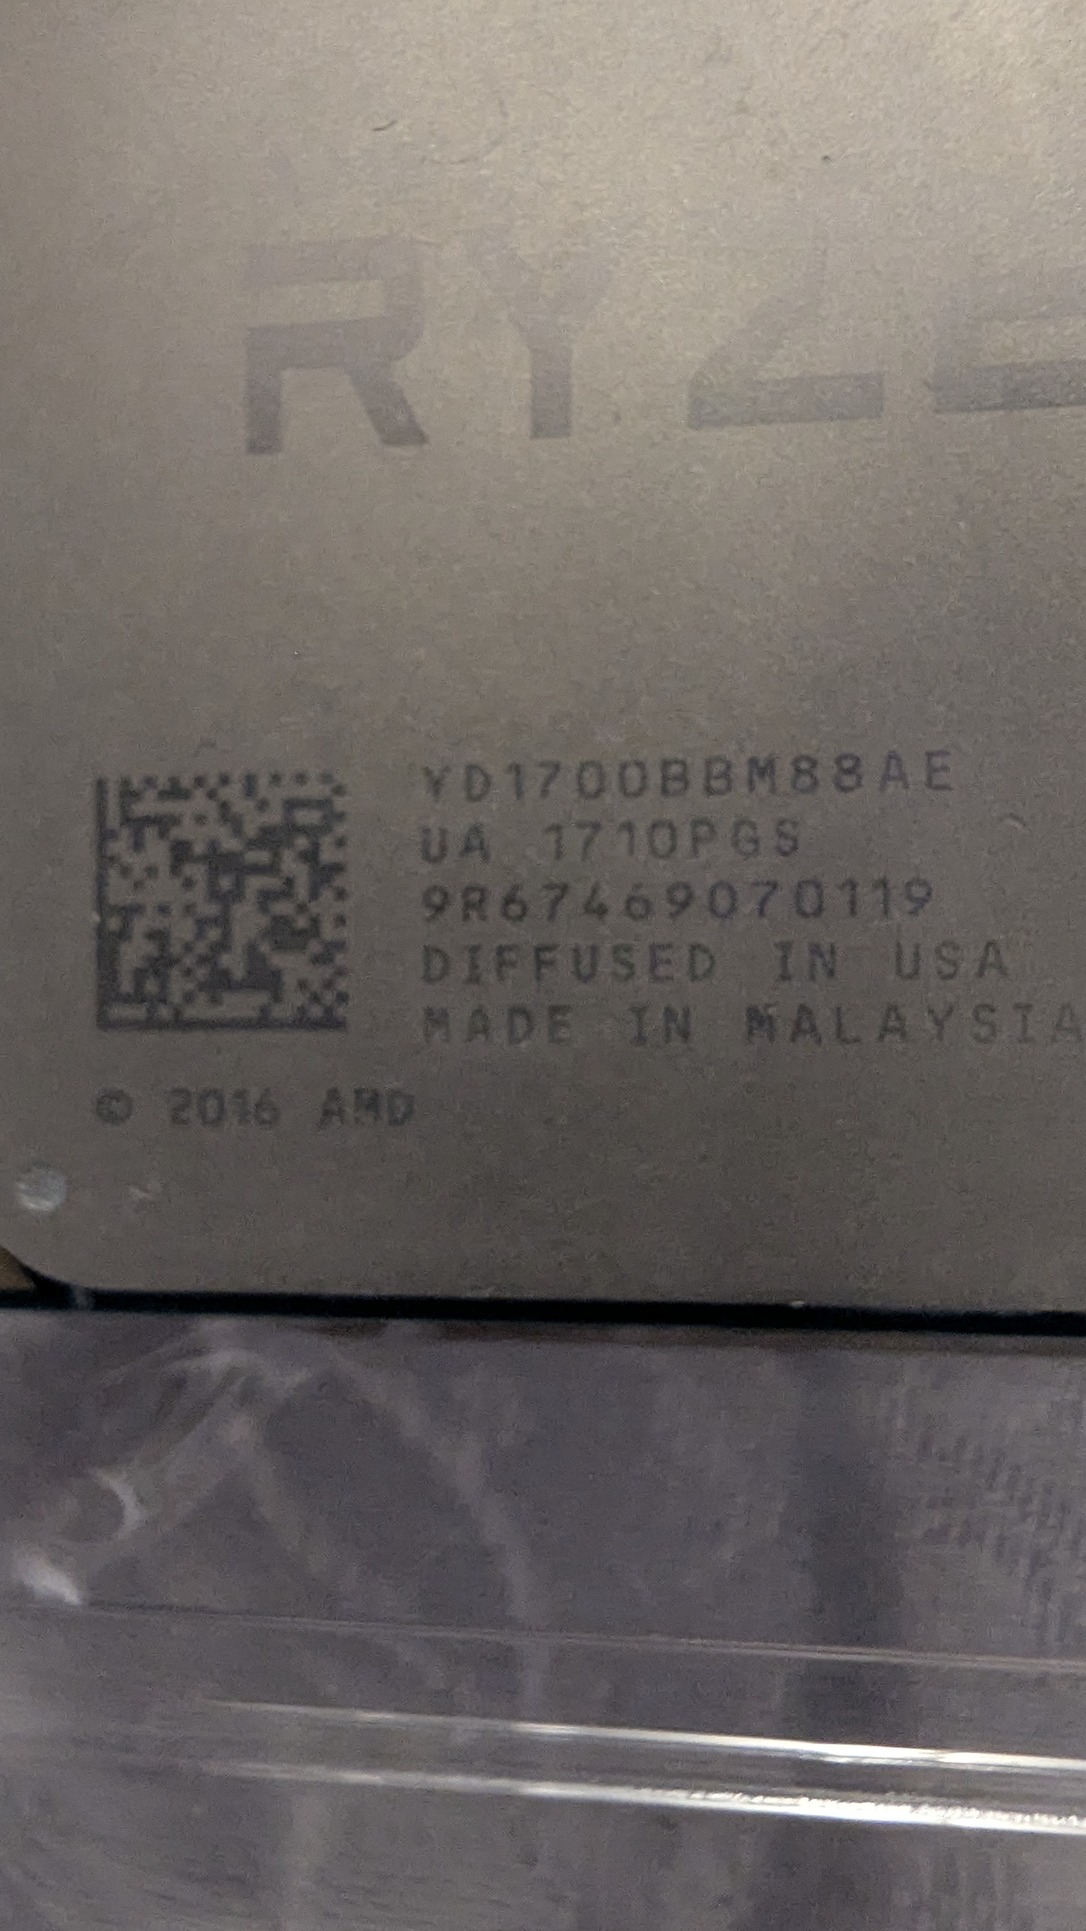 RYZE
YD1700BBM88AE
UA 1710PGS
9R67469070119
DIFFUSED IN USA
MADE IN MALAYSIA
© 2016 AMD